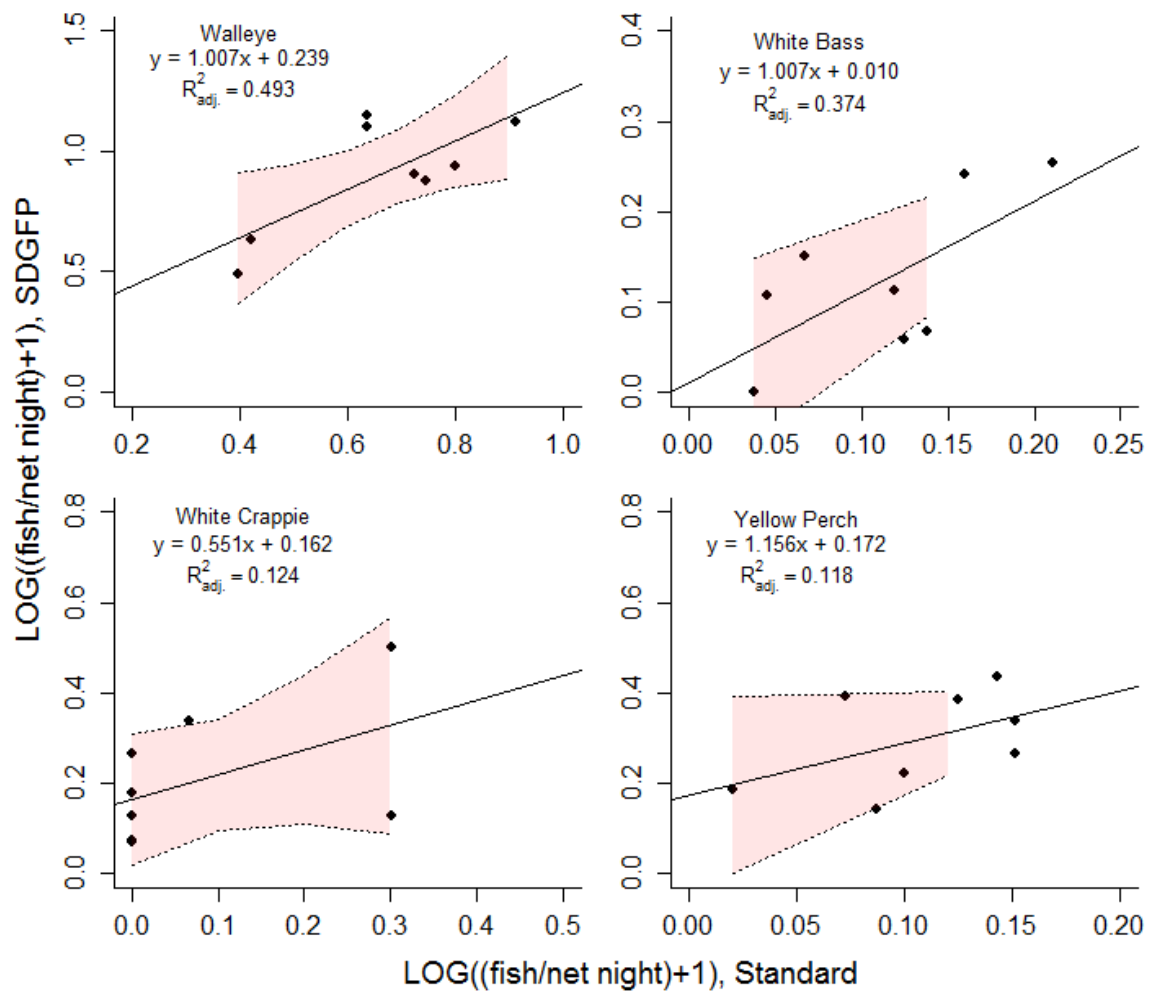 LOG((fish/net night)+1), SDGFP
Walleye
y = 1.007x + 0.239
R²adj. = 0.493
1.5
1.0
0.5
0.0
0.2 0.4 0.6 0.8 1.0
White Bass
y = 1.007x + 0.010
R²adj. = 0.374
0.4
0.3
0.2
0.1
0.0
0.00 0.05 0.10 0.15 0.20 0.25
White Crappie
y = 0.551x + 0.162
R²adj. = 0.124
0.8
0.6
0.4
0.2
0.0
0.0 0.1 0.2 0.3 0.4 0.5
Yellow Perch
y = 1.156x + 0.172
R²adj. = 0.118
0.8
0.6
0.4
0.2
0.0
0.00 0.05 0.10 0.15 0.20
LOG((fish/net night)+1), Standard